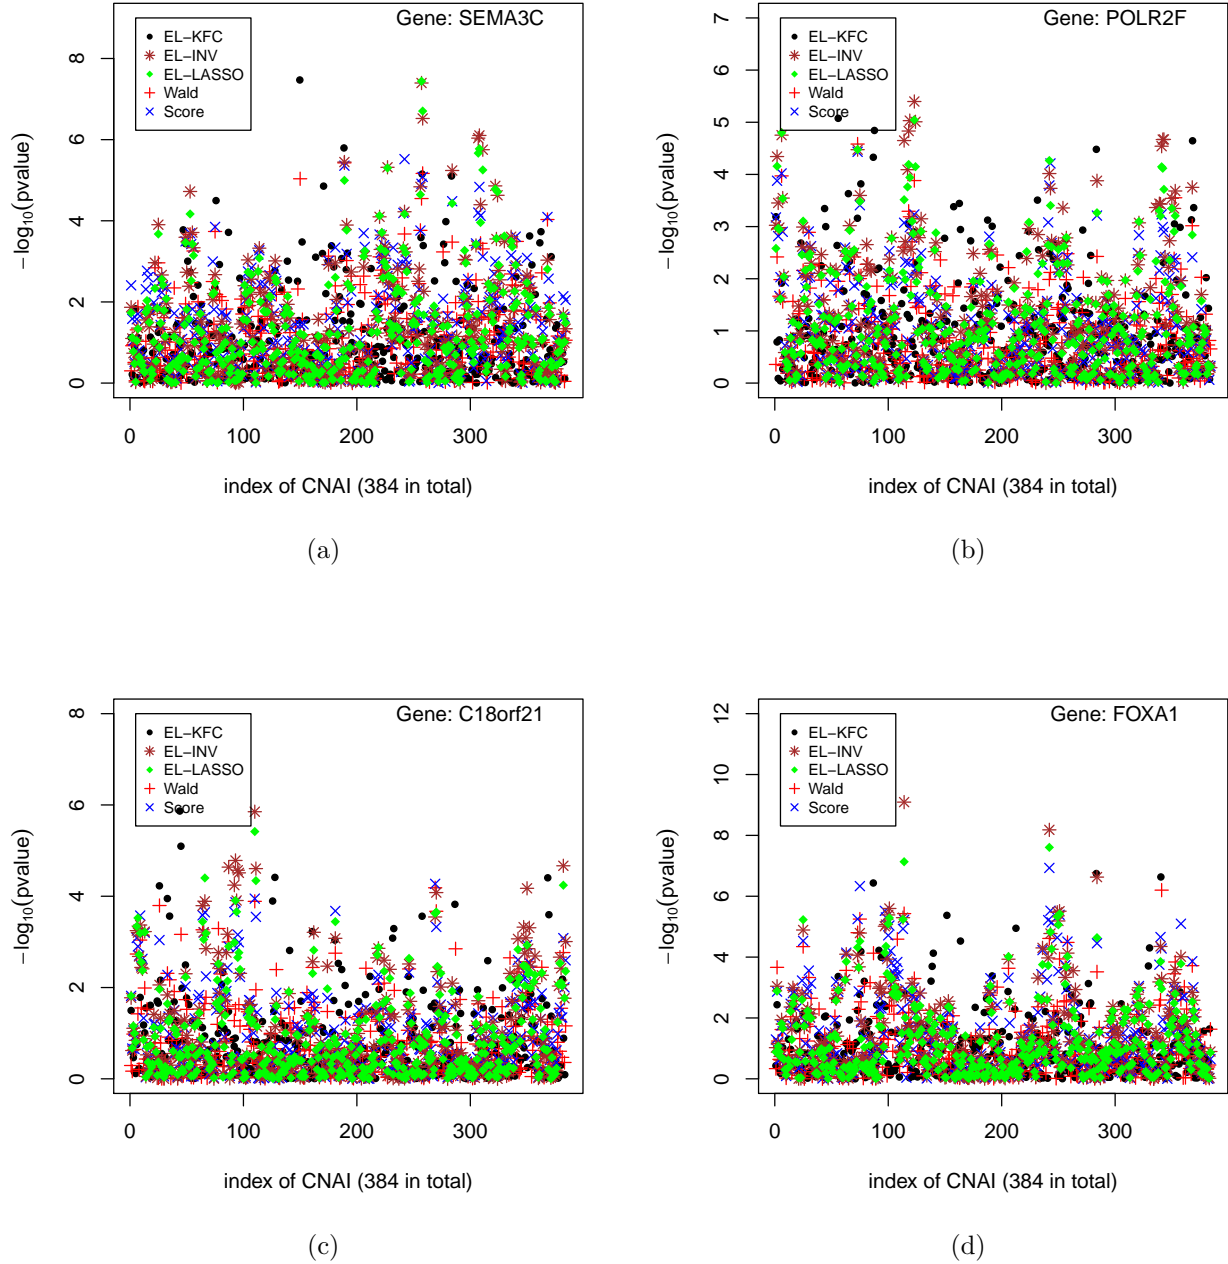 Gene: SEMA3C
EL−KFC
EL−INV
EL−LASSO
Wald
Score
8
6
4
2
0
−log10(pvalue)
0 100 200 300
index of CNAI (384 in total)
(a)
Gene: POLR2F
EL−KFC
EL−INV
EL−LASSO
Wald
Score
7
6
5
4
3
2
1
0
−log10(pvalue)
0 100 200 300
index of CNAI (384 in total)
(b)
Gene: C18orf21
EL−KFC
EL−INV
EL−LASSO
Wald
Score
8
6
4
2
0
−log10(pvalue)
0 100 200 300
index of CNAI (384 in total)
(c)
Gene: FOXA1
EL−KFC
EL−INV
EL−LASSO
Wald
Score
12
10
8
6
4
2
0
−log10(pvalue)
0 100 200 300
index of CNAI (384 in total)
(d)